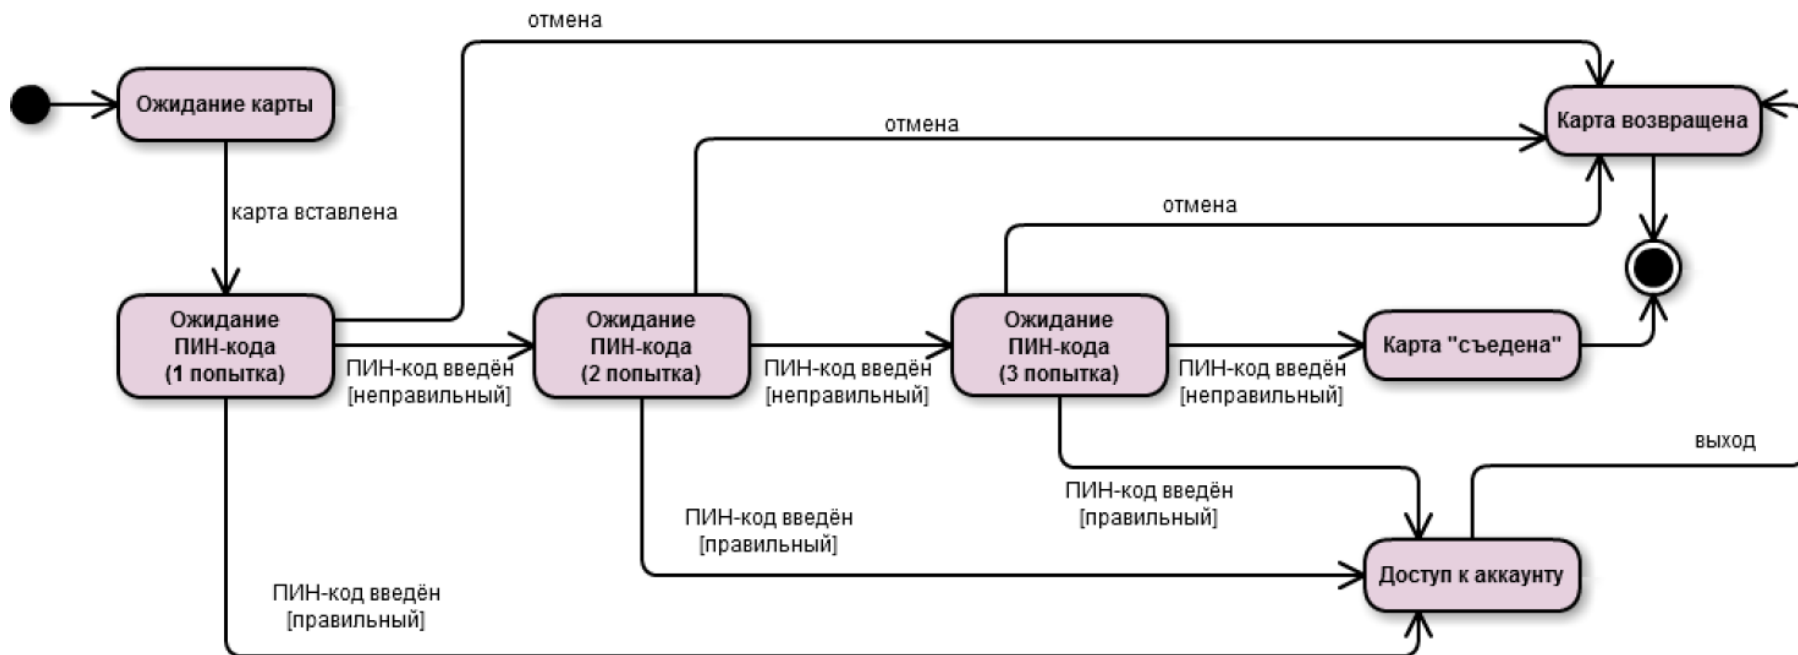 отмена
Ожидание карты
Карта возвращена
отмена
карта вставлена
отмена
Ожидание
ПИН-кода
(1 попытка)
ПИН-код введён
[неправильный]
Ожидание
ПИН-кода
(2 попытка)
ПИН-код введён
[неправильный]
Ожидание
ПИН-кода
(3 попытка)
ПИН-код введён
[неправильный]
Карта "съедена"
выход
ПИН-код введён
[правильный]
ПИН-код введён
[правильный]
Доступ к аккаунту
ПИН-код введён
[правильный]